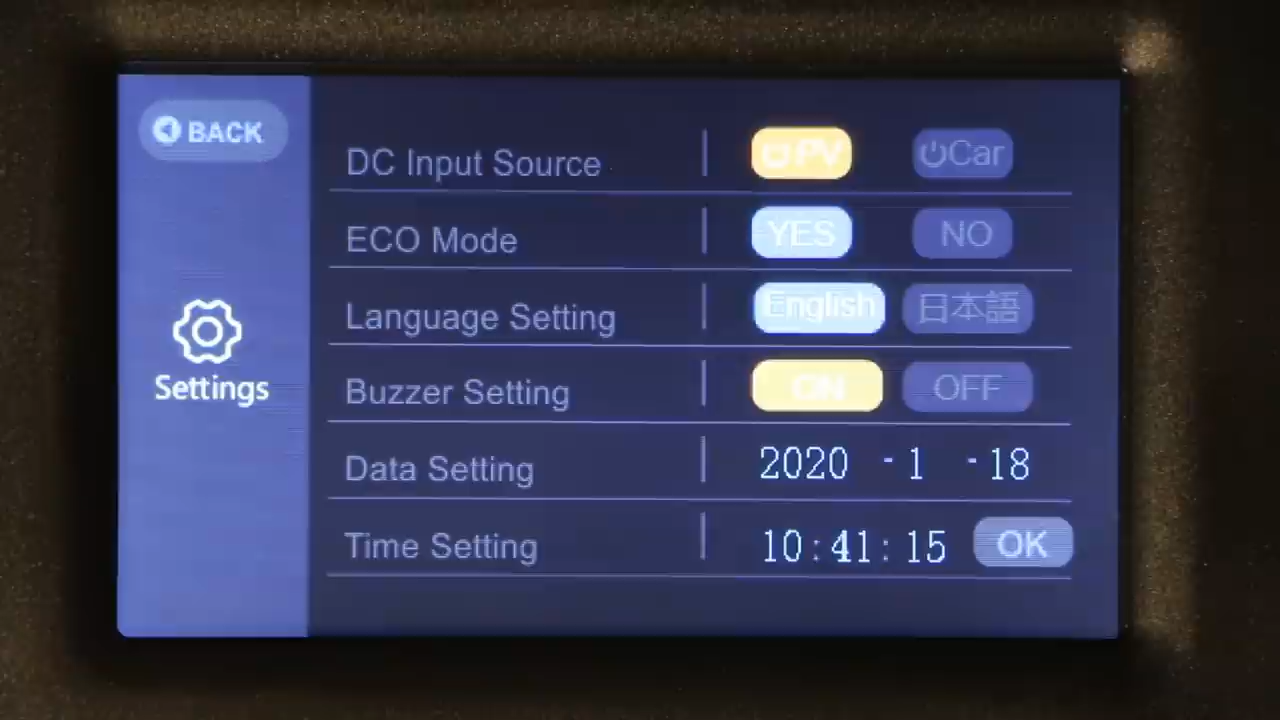 BACK
DC Input Source PV Car
ECO Mode YES NO
Language Setting English 日本語
Settings
Buzzer Setting ON OFF
Data Setting 2020 - 1 - 18
Time Setting 10:41:15 OK